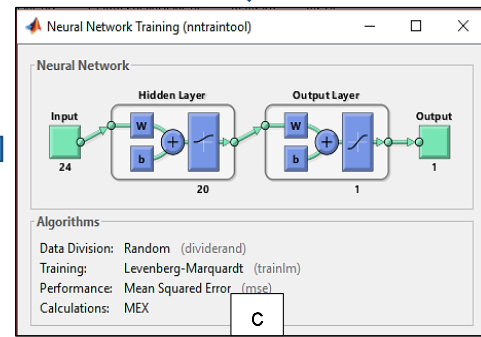 Neural Network Training (nntraintool)
Neural Network
Hidden Layer
Output Layer
Input
Output
W
W
b
b
24
20
1
1
Algorithms
Data Division: Random (dividerand)
Training: Levenberg-Marquardt (trainlm)
Performance: Mean Squared Error (mse)
Calculations: MEX
C